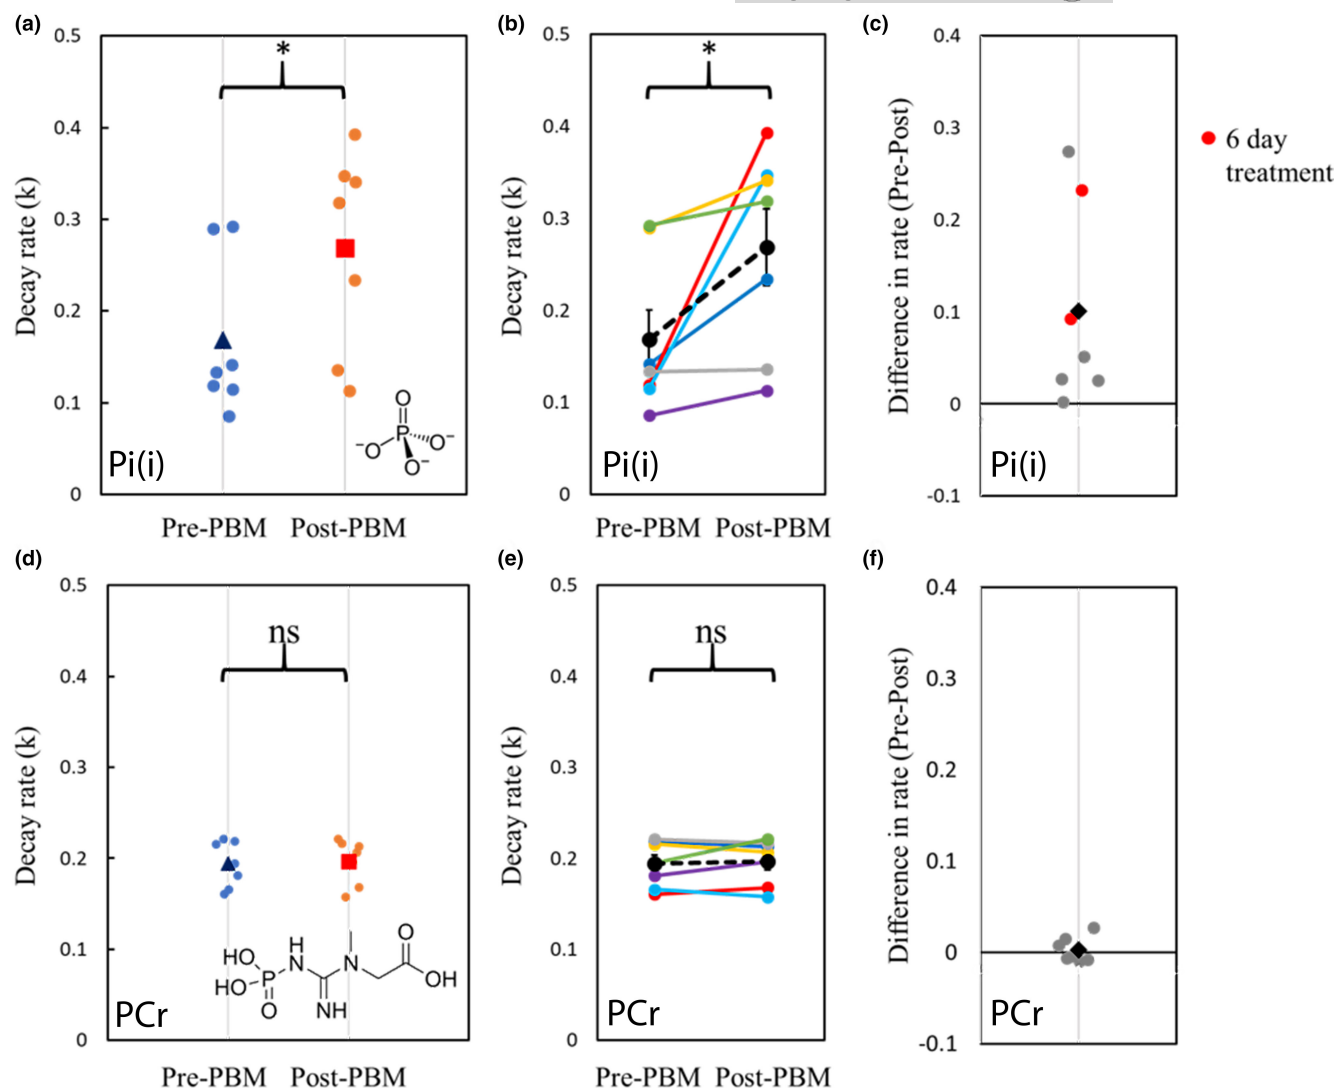 (a)
0.5
0.4
0.3
0.2
0.1
0
Decay rate (k)
*
Pi(i)
O
P
⁻O
O⁻
O⁻
Pre-PBM Post-PBM
(b)
0.5
0.4
0.3
0.2
0.1
0
Decay rate (k)
*
Pi(i)
Pre-PBM Post-PBM
(c)
0.4
0.3
0.2
0.1
0
-0.1
Difference in rate (Pre-Post)
Pi(i)
6 day
treatment
(d)
0.5
0.4
0.3
0.2
0.1
0
Decay rate (k)
ns
PCr
HO
HO
P
O
H
N
NH
N
O
OH
Pre-PBM Post-PBM
(e)
0.5
0.4
0.3
0.2
0.1
0
Decay rate (k)
ns
PCr
Pre-PBM Post-PBM
(f)
0.4
0.3
0.2
0.1
0
-0.1
Difference in rate (Pre-Post)
PCr